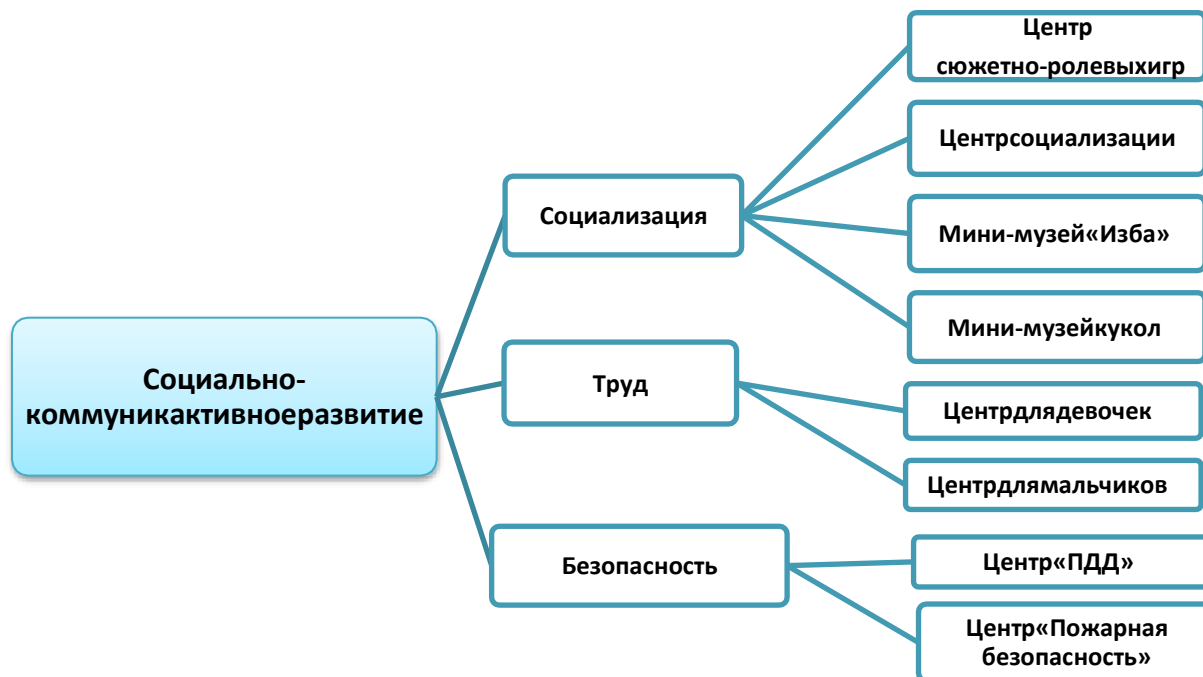 Центр
сюжетно-ролевыхигр
Центрсоциализации
Социализация
Мини-музей«Изба»
Мини-музейкукол
Социально-
коммуникактивноеразвитие
Труд
Центрдлядевочек
Центрдлямальчиков
Безопасность
Центр«ПДД»
Центр«Пожарная
безопасность»